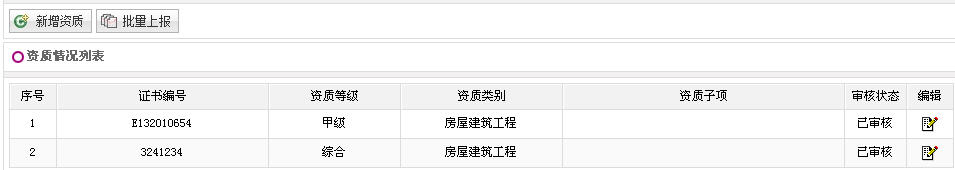 新增资质 批量上报
资质情况列表
序号 证书编号 资质等级 资质类别 资质子项 审核状态 编辑
1 E132010654 甲级 房屋建筑工程 已审核
2 3241234 综合 房屋建筑工程 已审核